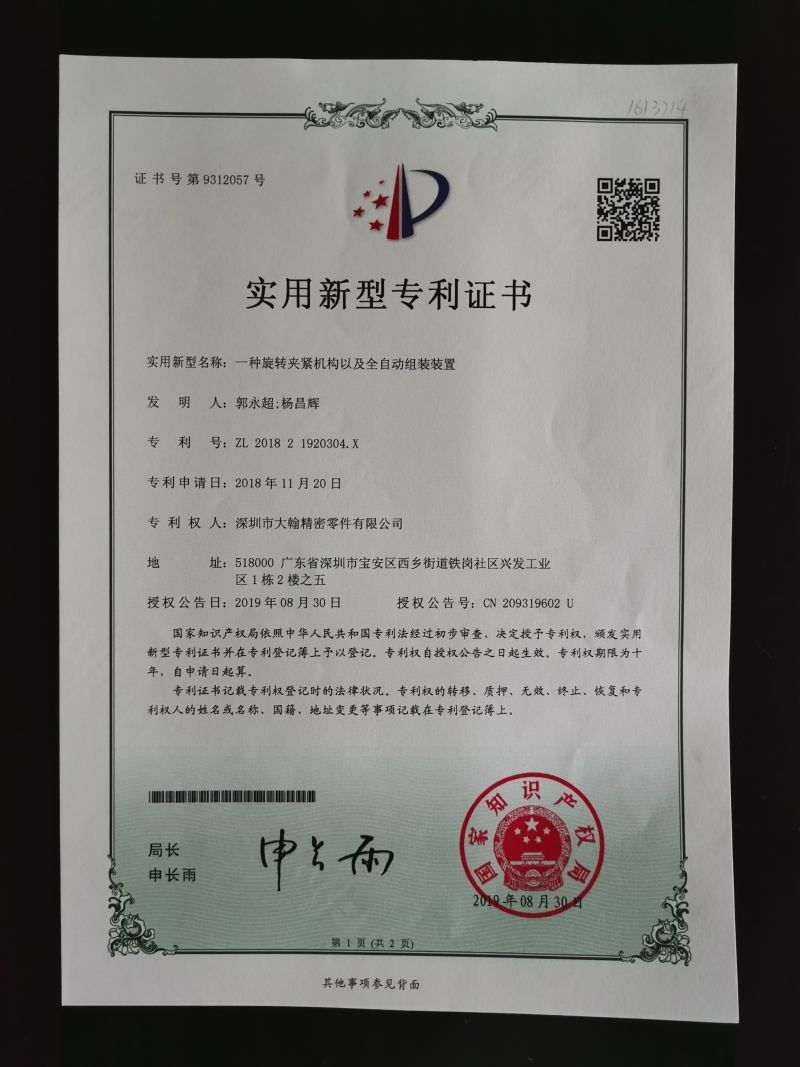 1813714
证书号第9312057号
实用新型专利证书
实用新型名称：一种旋转夹紧机构以及全自动组装装置
发明人：郭永超;杨昌辉
专利号：ZL 2018 2 1920304.X
专利申请日：2018年11月20日
专利权人：深圳市大翰精密零件有限公司
地址：518000 广东省深圳市宝安区西乡街道铁岗社区兴发工业
区1栋2楼之五
授权公告日：2019年08月30日 授权公告号：CN 209319602 U
国家知识产权局依照中华人民共和国专利法经过初步审查，决定授予专利权，颁发实用
新型专利证书并在专利登记簿上予以登记。专利权自授权公告之日起生效。专利权期限为十
年，自申请日起算。
专利证书记载专利权登记时的法律状况。专利权的转移、质押、无效、终止、恢复和专
利权人的姓名或名称、国籍、地址变更等事项记载在专利登记簿上。
局长
申长雨
申长雨
国家知识产权局
2019年08月30日
第1页(共2页)
其他事项参见背面